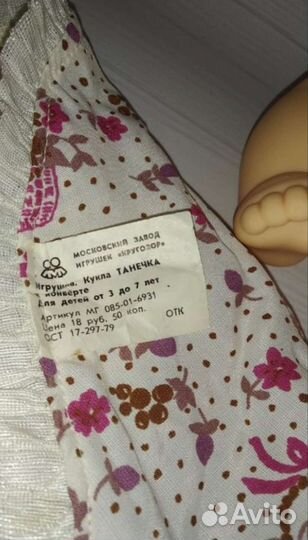 МОСКОВСКИЙ ЗАВОД
ИГРУШЕК «КРУГОЗОР»
Игрушка. Кукла ТАНЕЧКА
в конверте
Для детей от 3 до 7 лет
Артикул МГ 085-01-6931
Цена 18 руб. 50 коп.
ОСТ 17-297-79 ОТК
Avito